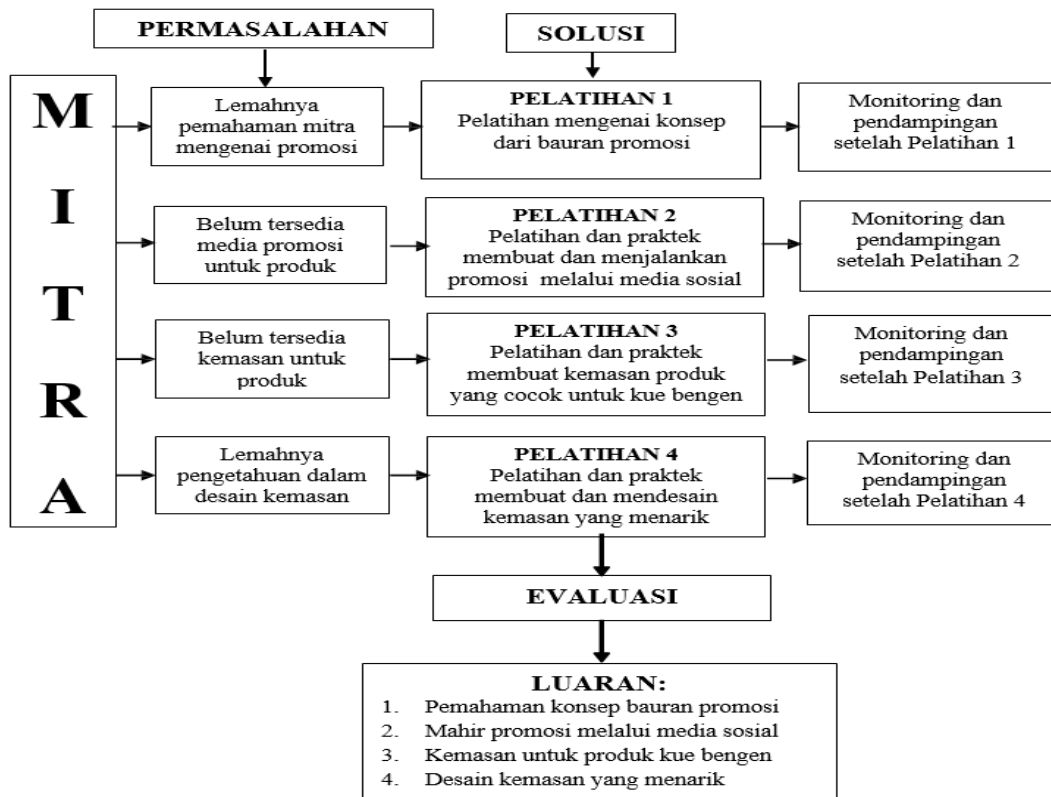 PERMASALAHAN
SOLUSI
M
I
T
R
A
Lemahnya
pemahaman mitra
mengenai promosi
PELATIHAN 1
Pelatihan mengenai konsep
dari bauran promosi
Monitoring dan
pendampingan
setelah Pelatihan 1
Belum tersedia
media promosi
untuk produk
PELATIHAN 2
Pelatihan dan praktek
membuat dan menjalankan
promosi melalui media sosial
Monitoring dan
pendampingan
setelah Pelatihan 2
Belum tersedia
kemasan untuk
produk
PELATIHAN 3
Pelatihan dan praktek
membuat kemasan produk
yang cocok untuk kue bengen
Monitoring dan
pendampingan
setelah Pelatihan 3
Lemahnya
pengetahuan dalam
desain kemasan
PELATIHAN 4
Pelatihan dan praktek
membuat dan mendesain
kemasan yang menarik
Monitoring dan
pendampingan
setelah Pelatihan 4
EVALUASI
LUARAN:
1. Pemahaman konsep bauran promosi
2. Mahir promosi melalui media sosial
3. Kemasan untuk produk kue bengen
4. Desain kemasan yang menarik